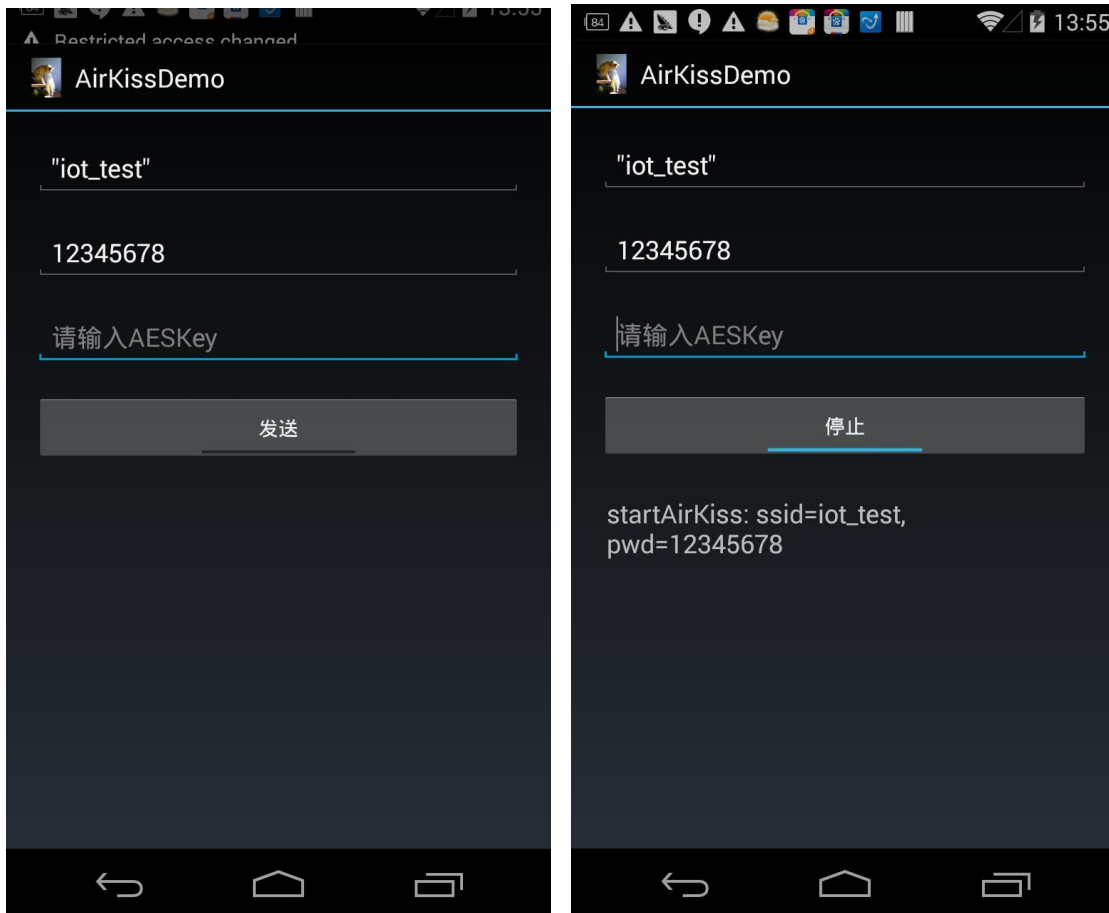 Restricted access changed
AirKissDemo
"iot_test"
12345678
请输入AESKey
发送
84
13:55
AirKissDemo
"iot_test"
12345678
请输入AESKey
停止
startAirKiss: ssid=iot_test,
pwd=12345678